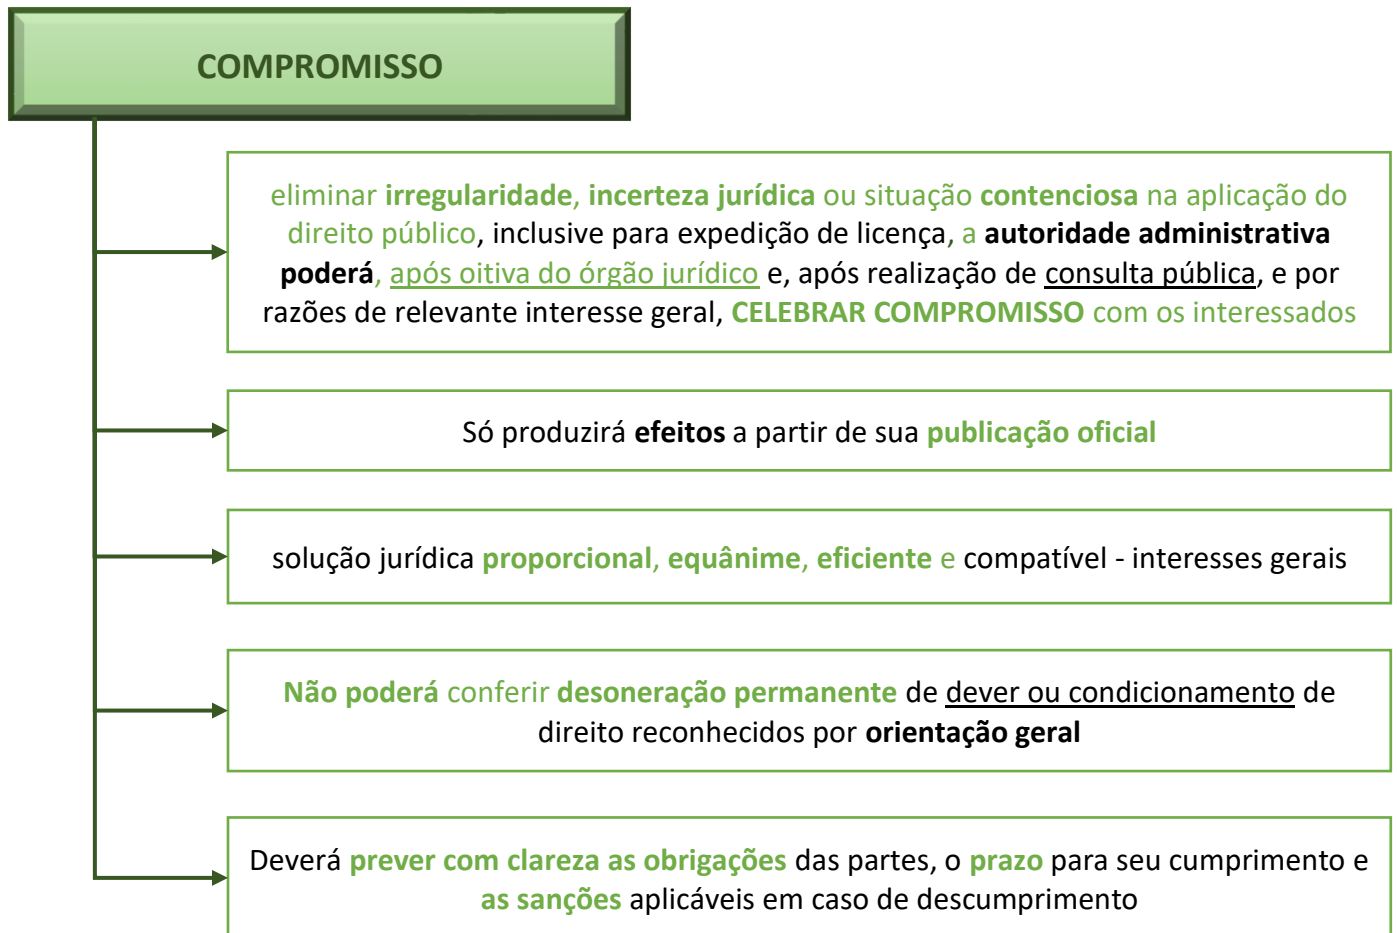 COMPROMISSO
eliminar irregularidade, incerteza jurídica ou situação contenciosa na aplicação do
direito público, inclusive para expedição de licença, a autoridade administrativa
poderá, após oitiva do órgão jurídico e, após realização de consulta pública, e por
razões de relevante interesse geral, CELEBRAR COMPROMISSO com os interessados
Só produzirá efeitos a partir de sua publicação oficial
solução jurídica proporcional, equânime, eficiente e compatível - interesses gerais
Não poderá conferir desoneração permanente de dever ou condicionamento de
direito reconhecidos por orientação geral
Deverá prever com clareza as obrigações das partes, o prazo para seu cumprimento e
as sanções aplicáveis em caso de descumprimento